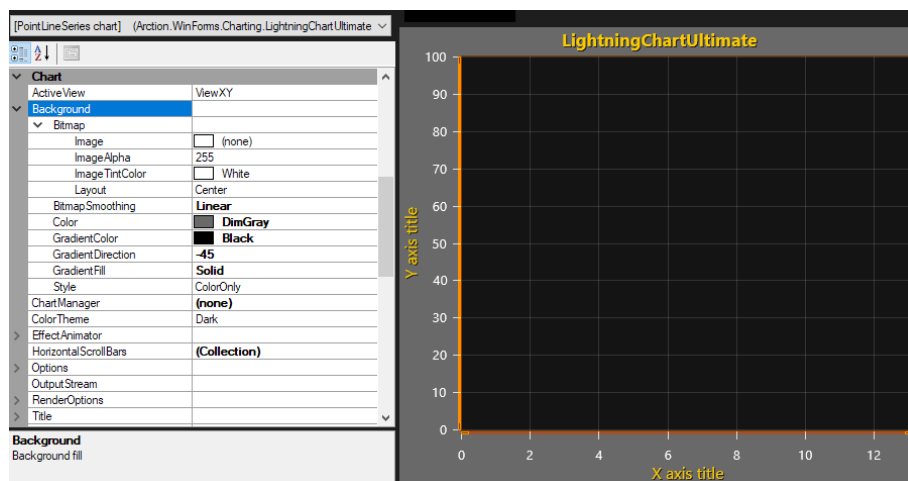 [PointLineSeries chart] (Arction.WinForms.Charting.LightningChartUltimate
Chart
ActiveView ViewXY
Background
Bitmap
Image (none)
ImageAlpha 255
ImageTintColor White
Layout Center
BitmapSmoothing Linear
Color DimGray
GradientColor Black
GradientDirection -45
GradientFill Solid
Style ColorOnly
ChartManager (none)
ColorTheme Dark
EffectAnimator
HorizontalScrollBars (Collection)
Options
OutputStream
RenderOptions
Title
Background
Background fill
LightningChartUltimate
100
90
80
70
60
50
40
30
20
10
0
Y axis title
0 2 4 6 8 10 12
X axis title